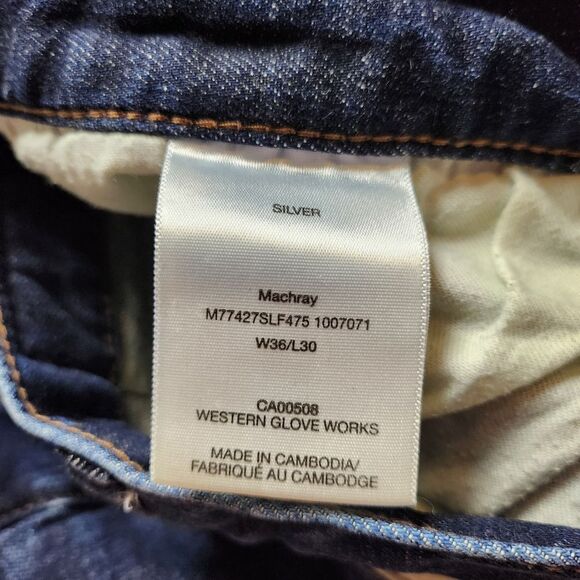 SILVER
Machray
M77427SLF475 1007071
W36/L30
CA00508
WESTERN GLOVE WORKS
MADE IN CAMBODIA/
FABRIQUÉ AU CAMBODGE